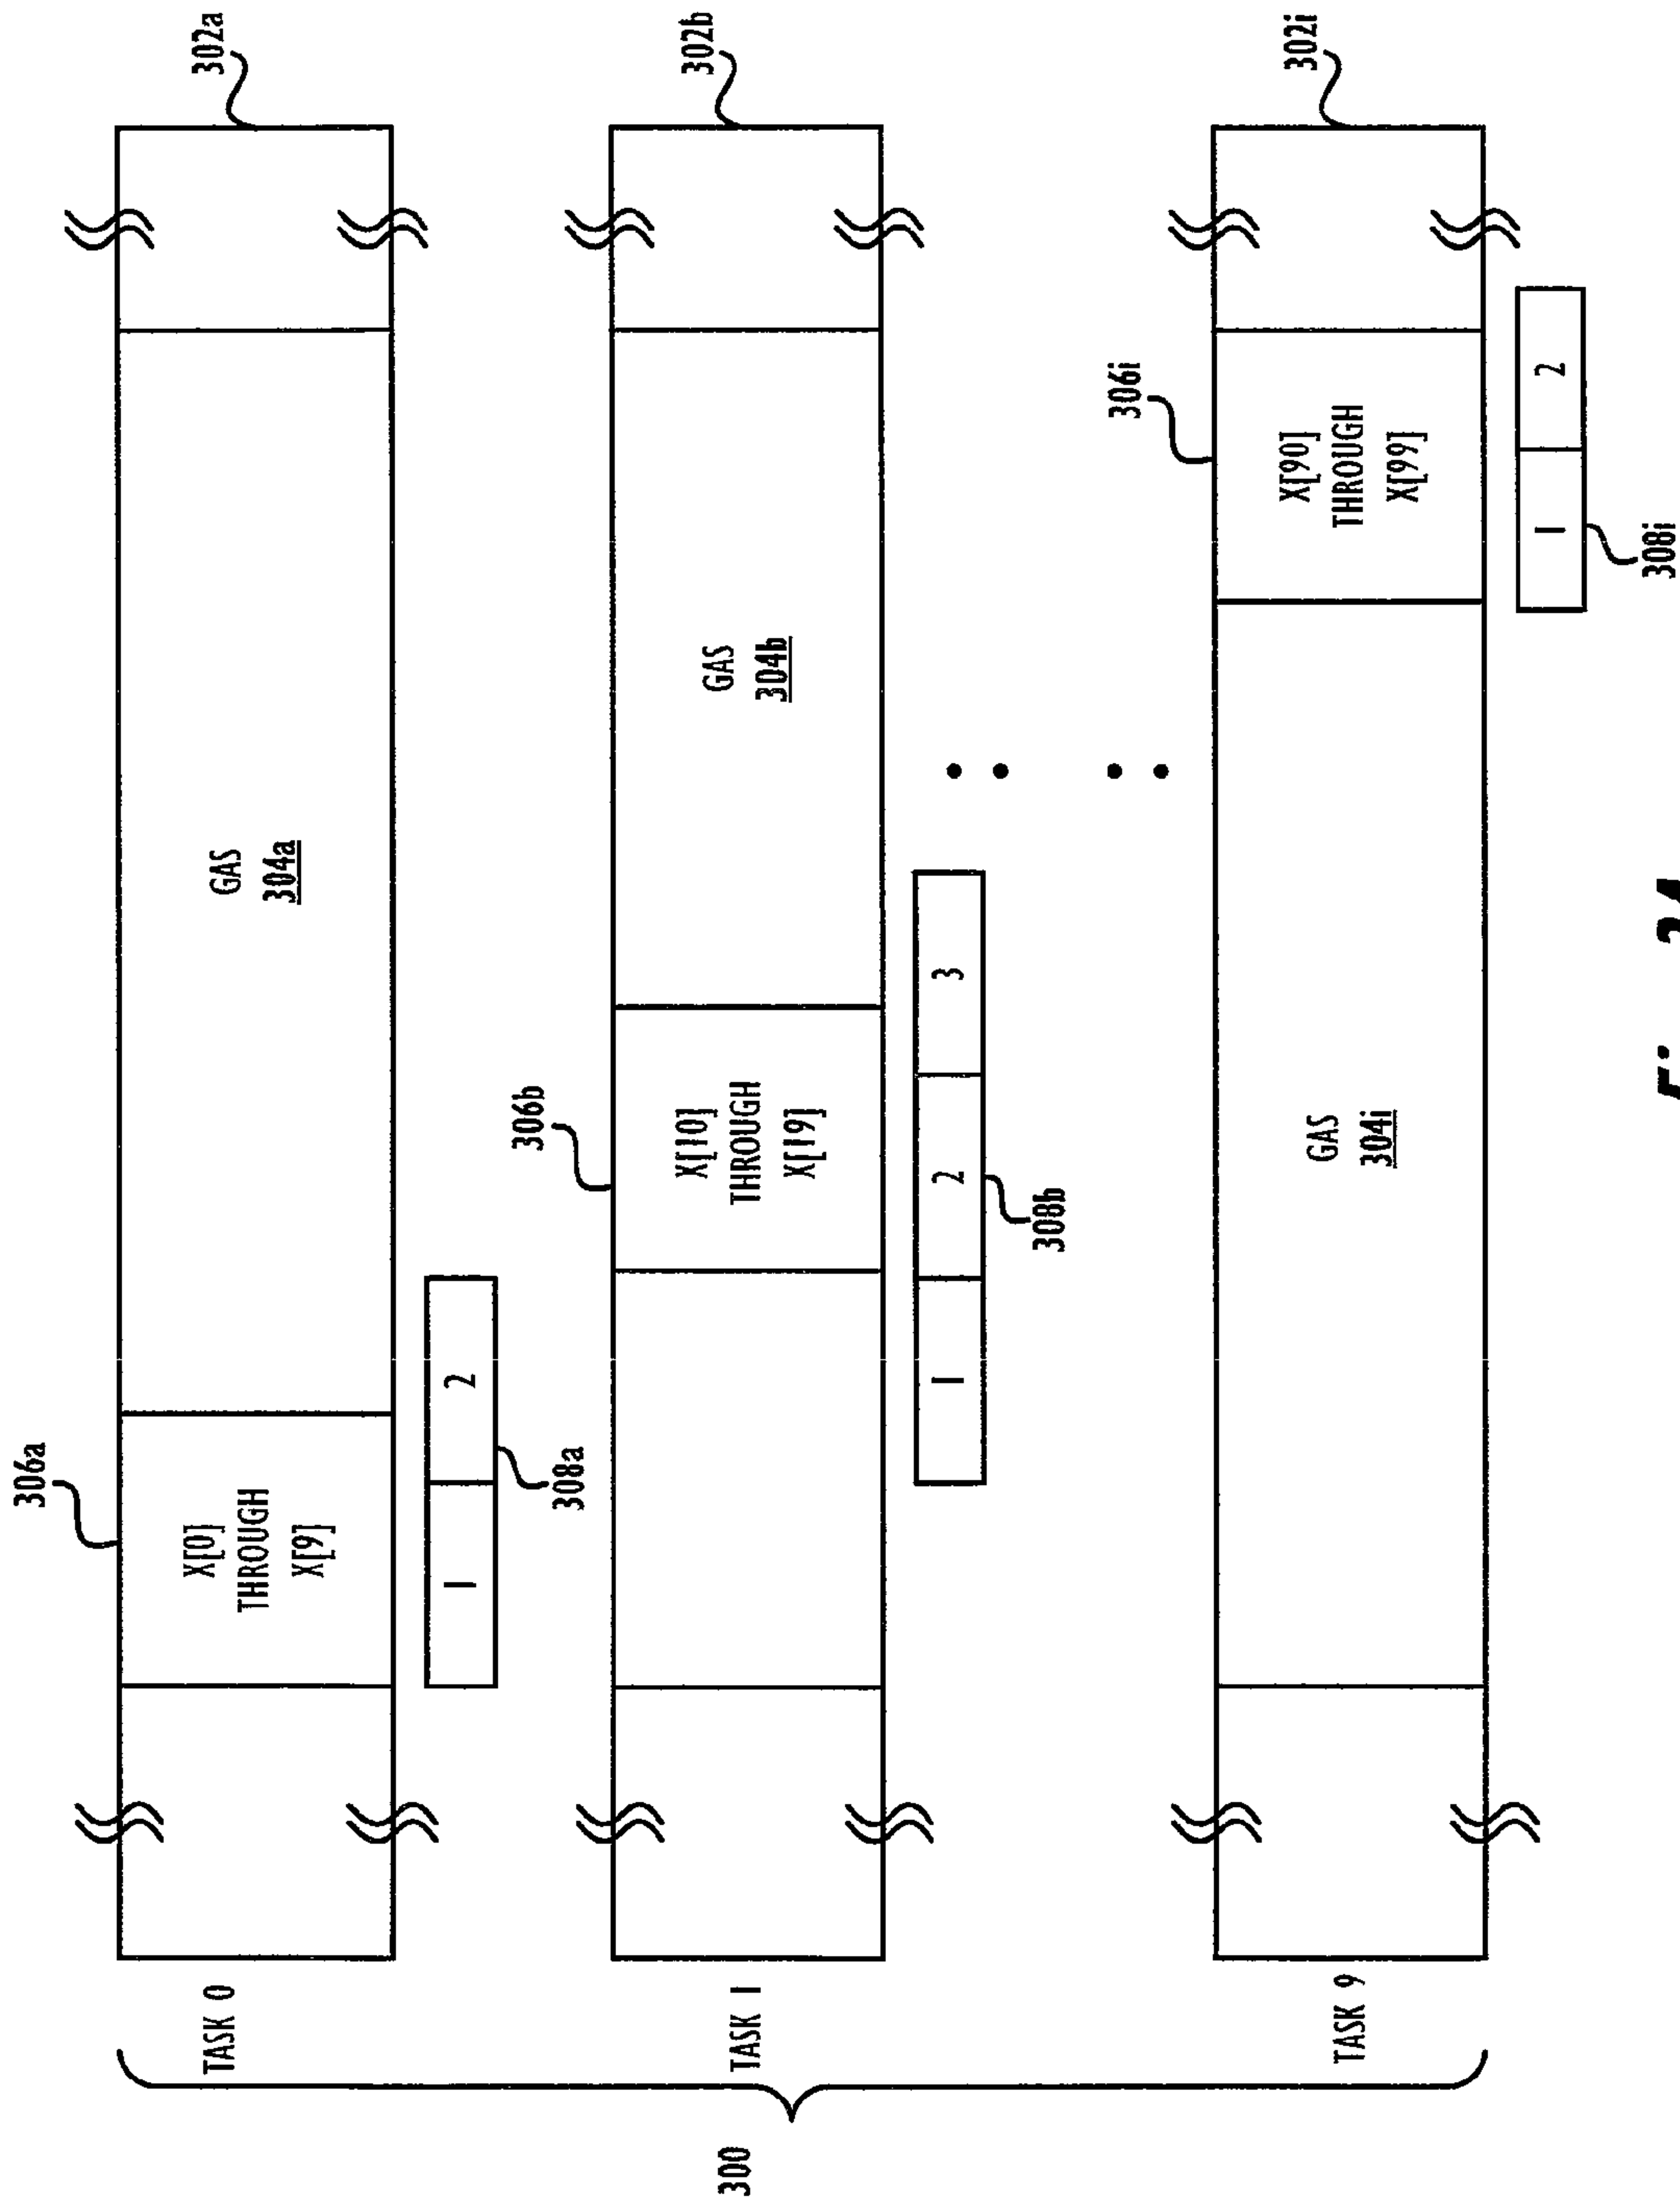 300
306a
302a
TASK 0
X[0]
THROUGH
X[9]
GAS
304a
1
2
308a
306b
302b
TASK 1
X[10]
THROUGH
X[19]
GAS
304b
1
2
3
308b
306i
302i
TASK 9
GAS
304i
X[90]
THROUGH
X[99]
1
2
308i